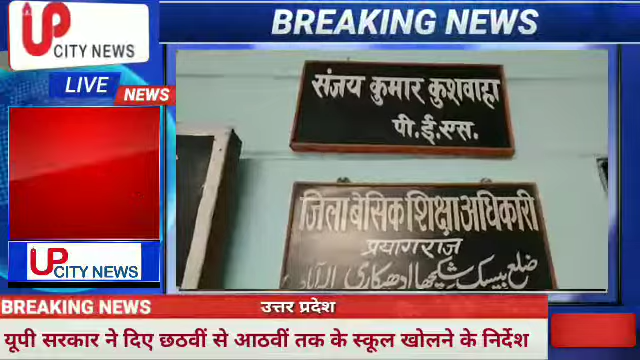 UP
CITY NEWS
BREAKING NEWS
LIVE
NEWS
संजय कुमार कुशवाहा
पी.ई.एस.
जिला बेसिक शिक्षा अधिकारी
प्रयागराज
ضلع بیسک شیکچھا ادھیکاری
UP
CITY NEWS
BREAKING NEWS
उत्तर प्रदेश
यूपी सरकार ने दिए छठवीं से आठवीं तक के स्कूल खोलने के निर्देश